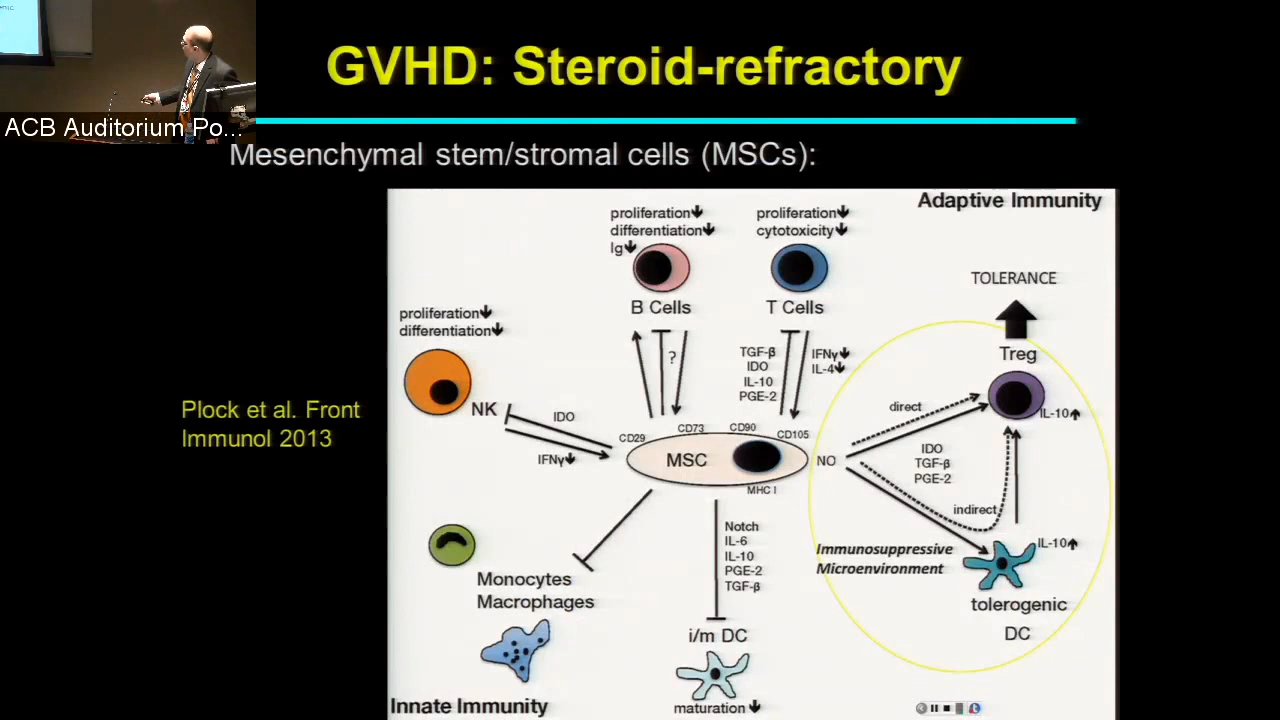 GVHD: Steroid-refractory
ACB Auditorium Po...
Mesenchymal stem/stromal cells (MSCs):
Adaptive Immunity
proliferation
differentiation
Ig
B Cells
proliferation
cytotoxicity
T Cells
TOLERANCE
Treg
IL-10
proliferation
differentiation
NK
IDO
IFNγ
?
TGF-β
IDO
IL-10
PGE-2
IFNγ
IL-4
Plock et al. Front
Immunol 2013
CD29
CD73
CD90
CD105
MSC
MHC I
NO
direct
IDO
TGF-β
PGE-2
indirect
Immunosuppressive
Microenvironment
IL-10
tolerogenic
DC
Monocytes
Macrophages
Notch
IL-6
IL-10
PGE-2
TGF-β
i/m DC
maturation
Innate Immunity